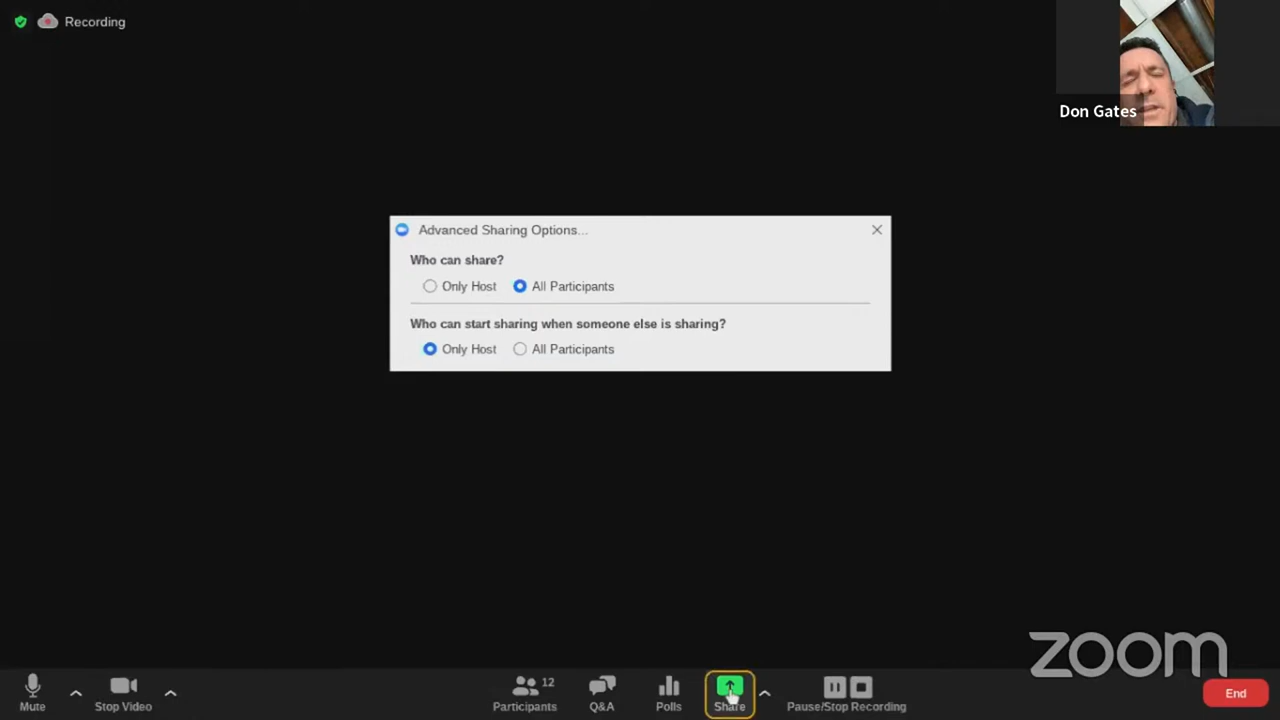 Recording
Don Gates
Advanced Sharing Options...
Who can share?
Only Host All Participants
Who can start sharing when someone else is sharing?
Only Host All Participants
zoom
12
Mute Stop Video Participants Q&A Polls Share Pause/Stop Recording End